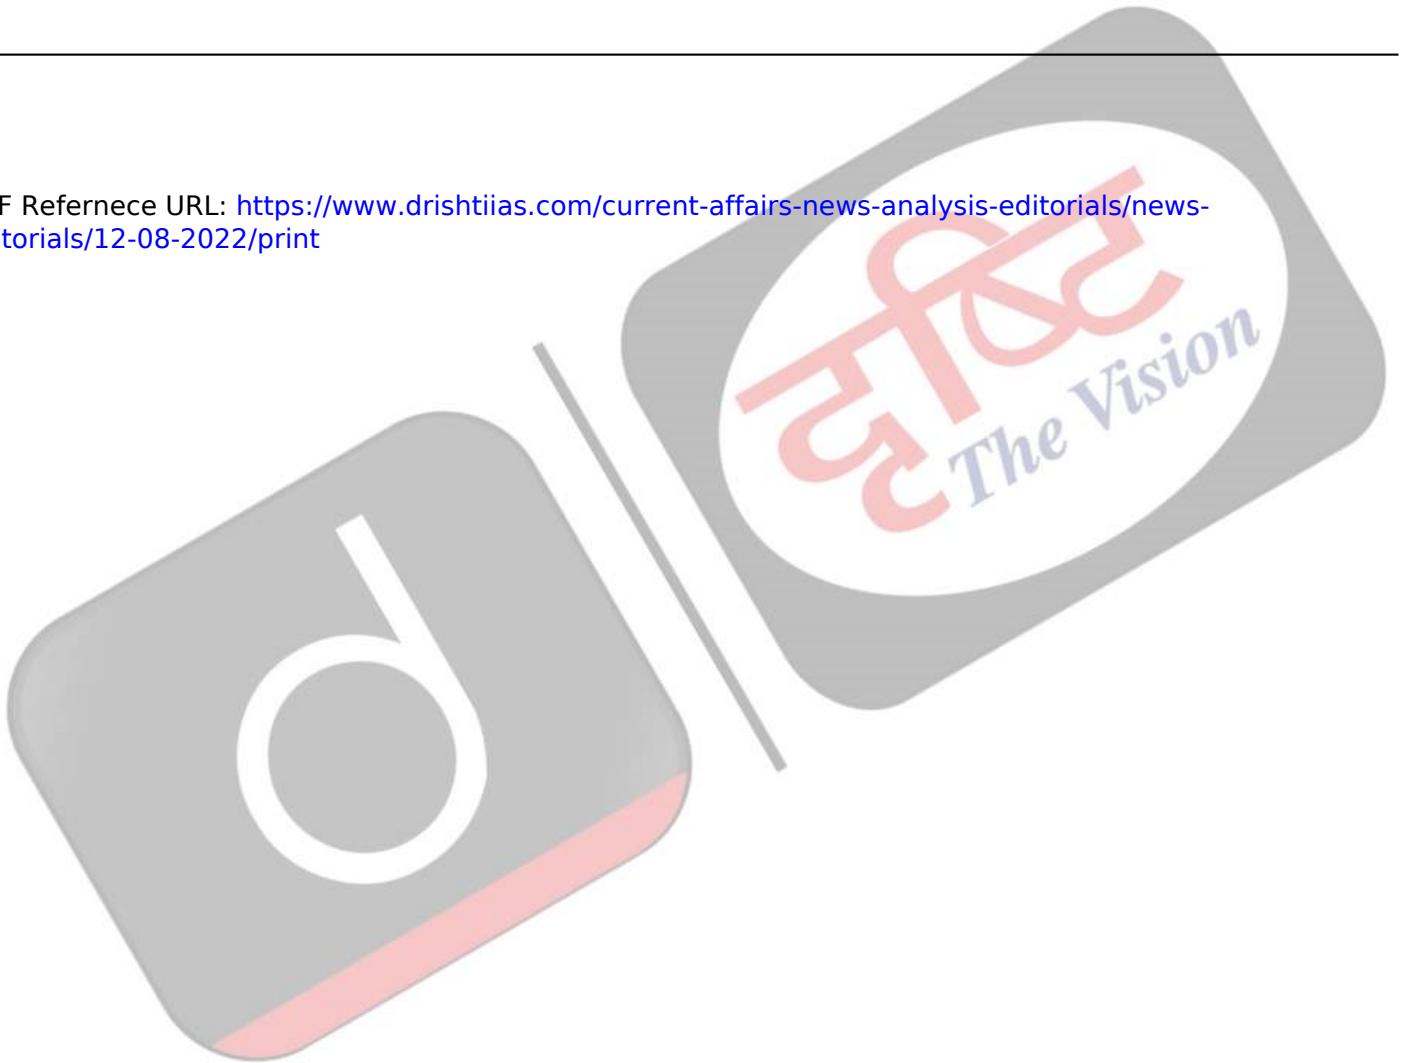 F Refernece URL: https://www.drishtiias.com/current-affairs-news-analysis-editorials/news-
torials/12-08-2022/print
दृष्टि
The Vision
d